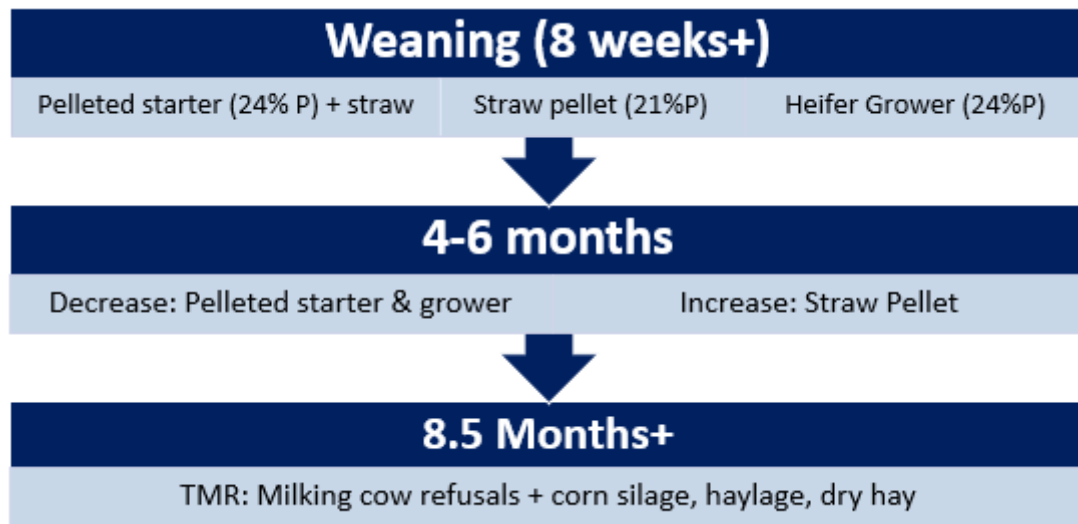 Weaning (8 weeks+)
Pelleted starter (24% P) + straw
Straw pellet (21%P)
Heifer Grower (24%P)
4-6 months
Decrease: Pelleted starter & grower
Increase: Straw Pellet
8.5 Months+
TMR: Milking cow refusals + corn silage, haylage, dry hay